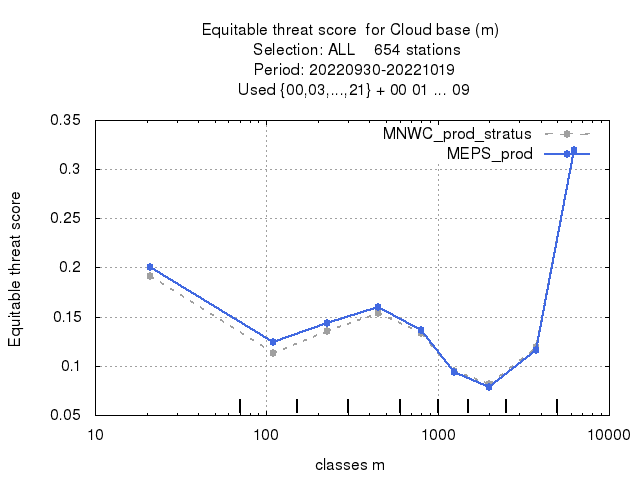 Equitable threat score  for Cloud base (m)
Selection: ALL    654 stations
Period: 20220930-20221019
Used {00,03,...,21} + 00 01 ... 09
MNWC_prod_stratus
MEPS_prod
0.35
0.3
0.25
0.2
0.15
0.1
0.05
Equitable threat score
10 100 1000 10000
classes m